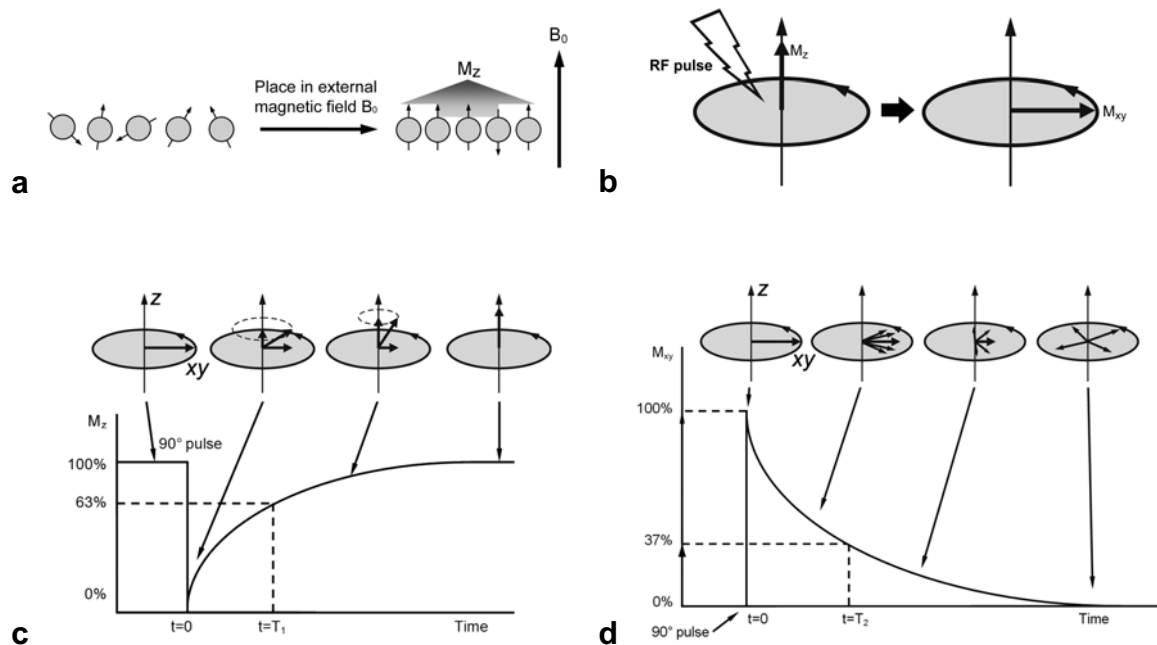 a
Place in external
magnetic field B₀
Mz
B₀
b
RF pulse
Mz
Mxy
c
z
xy
Mz
90° pulse
100%
63%
0%
t=0
t=T₁
Time
d
z
xy
Mxy
100%
37%
0%
90° pulse
t=0
t=T₂
Time